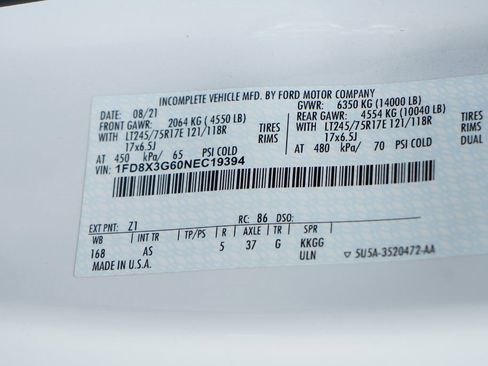 INCOMPLETE VEHICLE MFD. BY FORD MOTOR COMPANY
DATE: 08/21 GVWR: 6350 KG (14000 LB)
FRONT GAWR: 2064 KG (4550 LB) REAR GAWR: 4554 KG (10040 LB)
WITH LT245/75R17E 121/118R TIRES WITH LT245/75R17E 121/118R TIRES
17x6.5J RIMS 17x6.5J RIMS
AT 450 kPa/ 65 PSI COLD AT 480 kPa/ 70 PSI COLD DUAL
VIN: 1FD8X3G60NEC19394
EXT PNT: Z1 RC: 86 DSO:
WB INT TR TP/PS R AXLE TR SPR
168 AS 5 37 G KKGG
MADE IN U.S.A. ULN ▽ 5U5A-3520472-AA